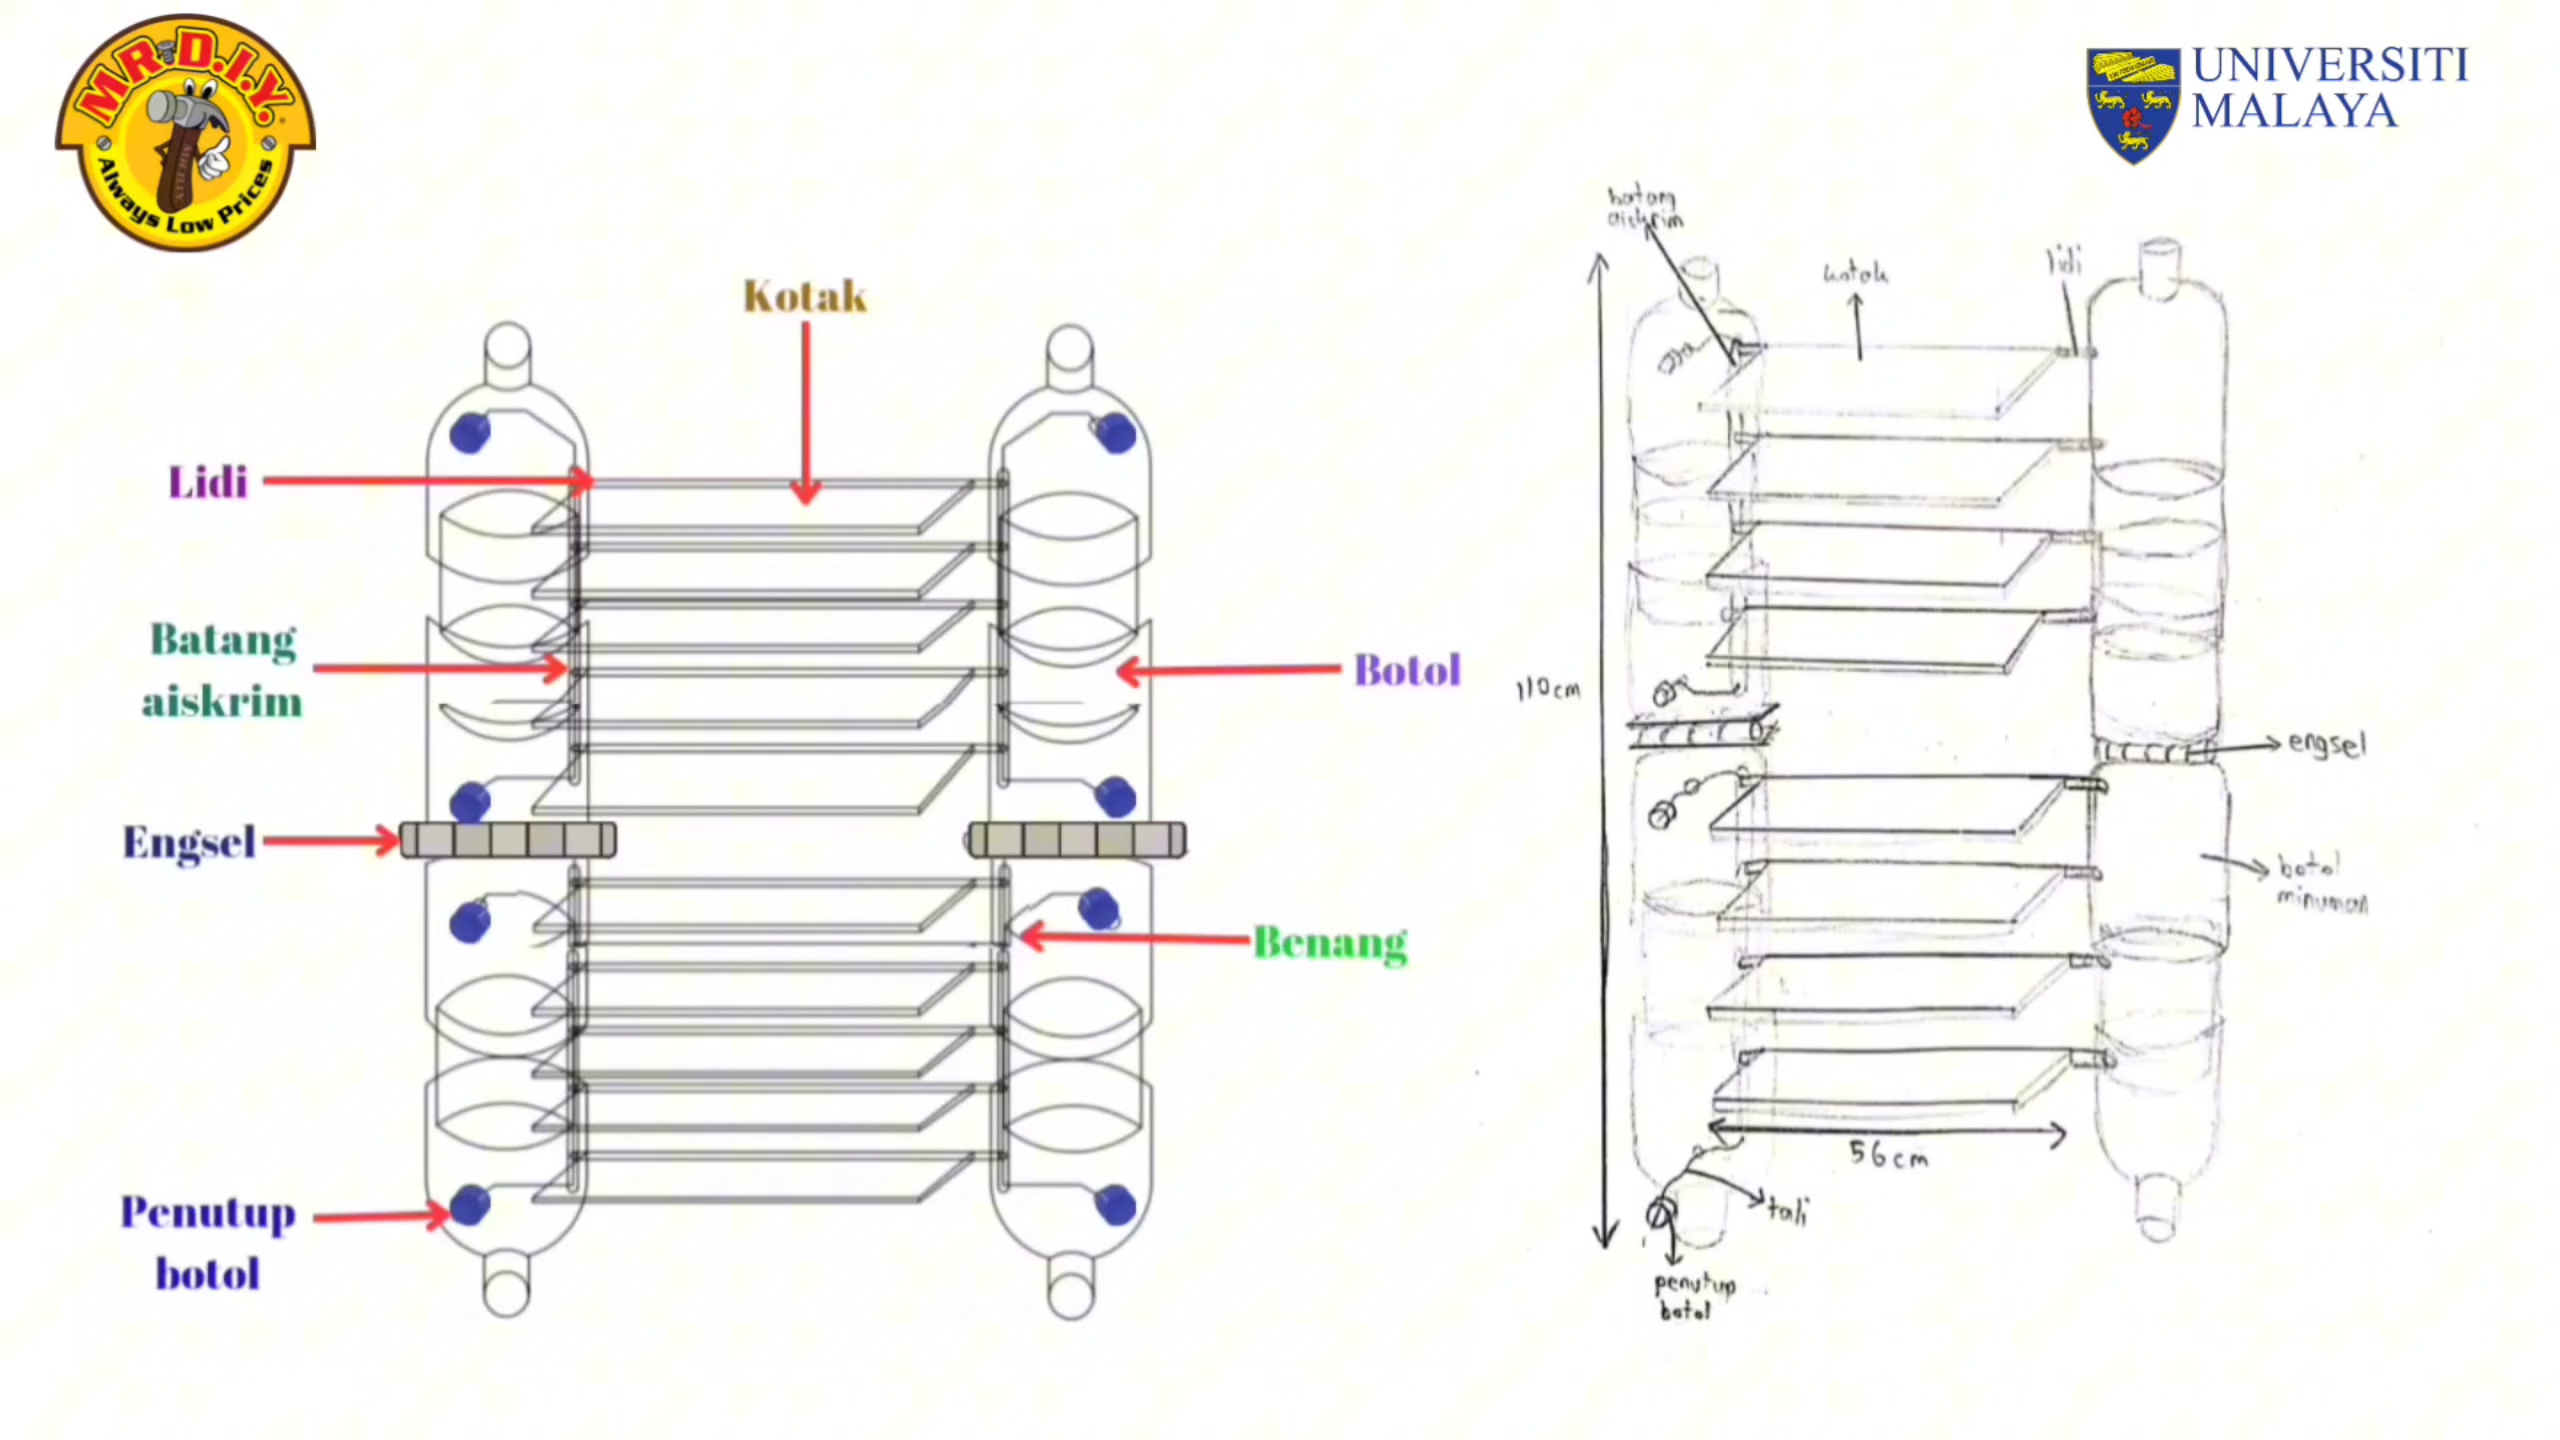 MR. D.I.Y.
Always Low Prices
UNIVERSITI
MALAYA
Kotak
Lidi
Batang
aiskrim
Engsel
Penutup
botol
Botol
Benang
batang
aiskrim
kotak
lidi
110cm
engsel
botol
minuman
56cm
tali
penutup
botol